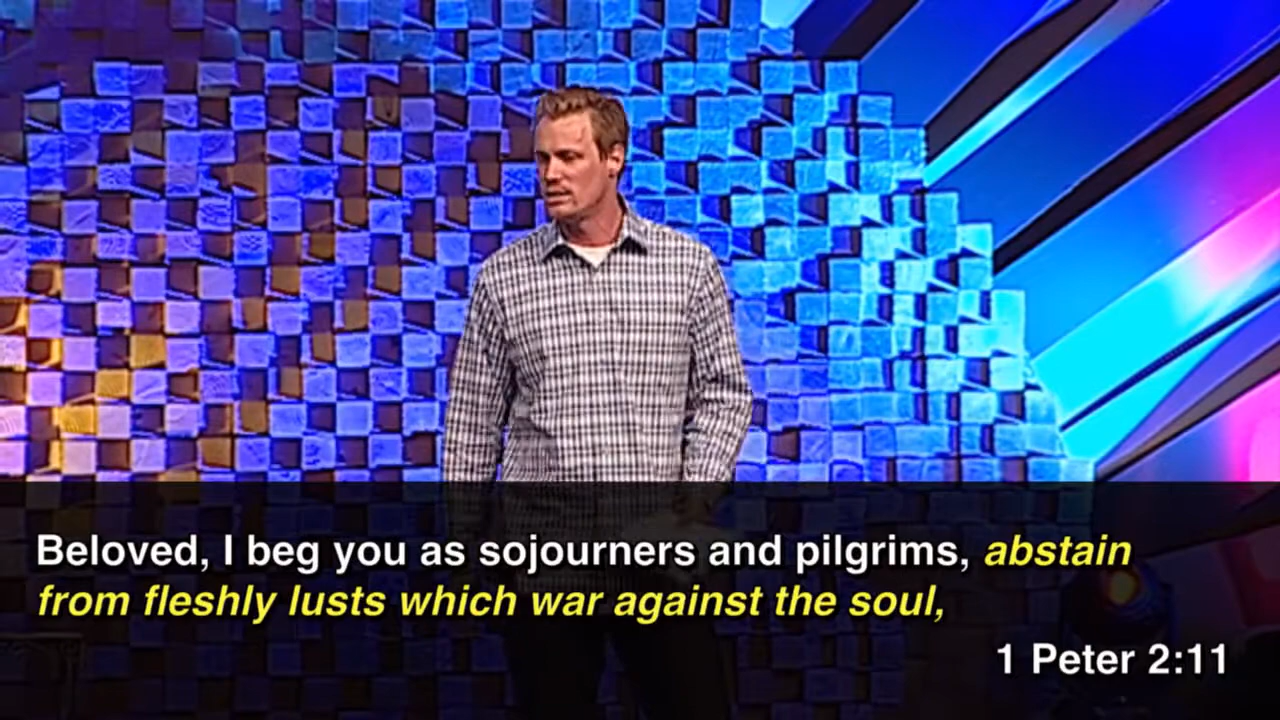 Beloved, I beg you as sojourners and pilgrims, abstain
from fleshly lusts which war against the soul,
1 Peter 2:11